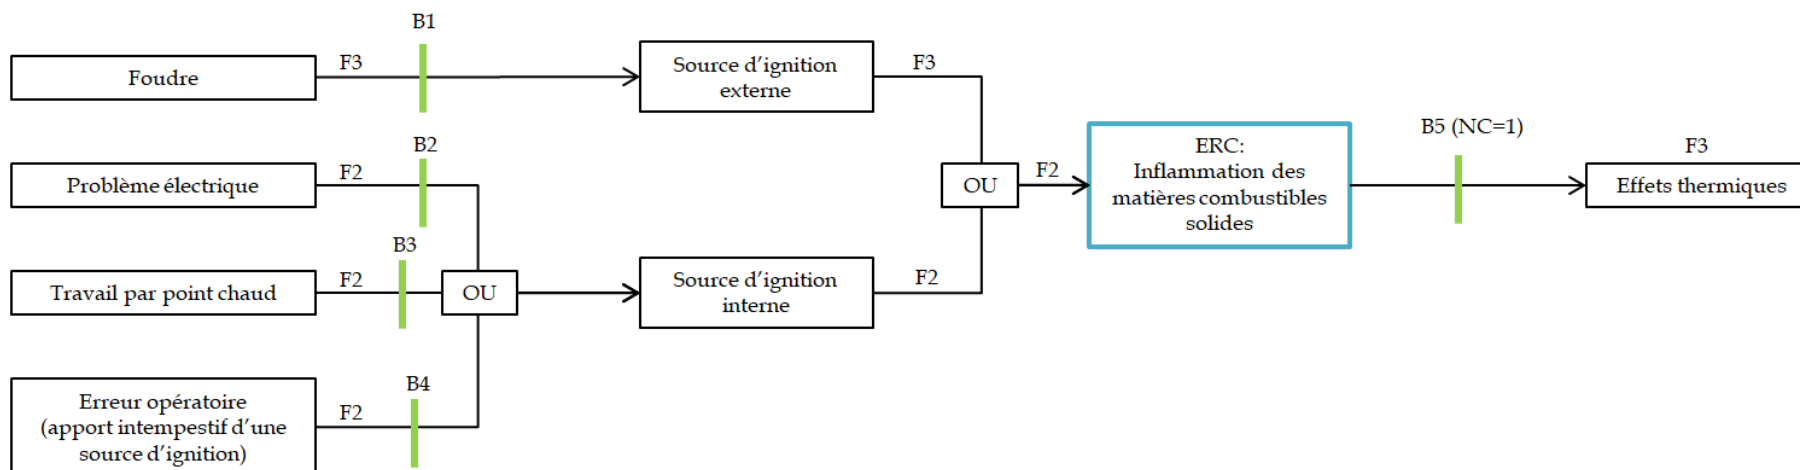 B1
Foudre
F3
Source d'ignition
externe
F3
B2
Problème électrique
F2
B3
Travail par point chaud
F2
OU
Source d'ignition
interne
F2
B4
Erreur opératoire
(apport intempestif d'une
source d'ignition)
F2
OU
F2
ERC:
Inflammation des
matières combustibles
solides
B5 (NC=1)
F3
Effets thermiques